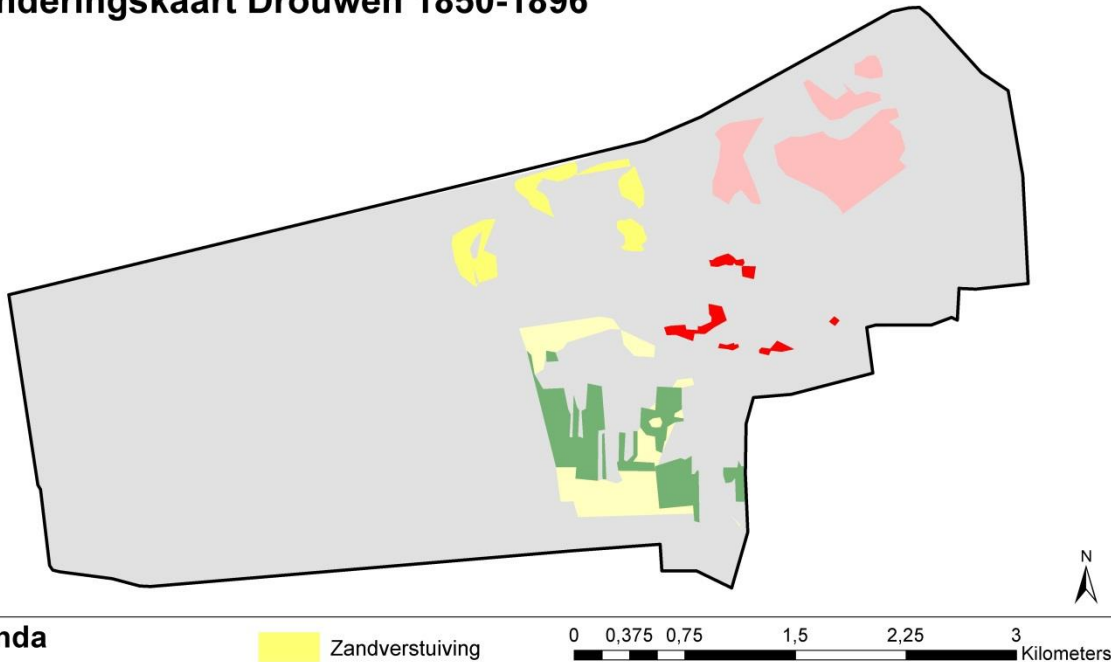 nderingskaart Drouwen 1850-1896
N
nda
Zandverstuiving
0 0,375 0,75 1,5 2,25 3
Kilometers